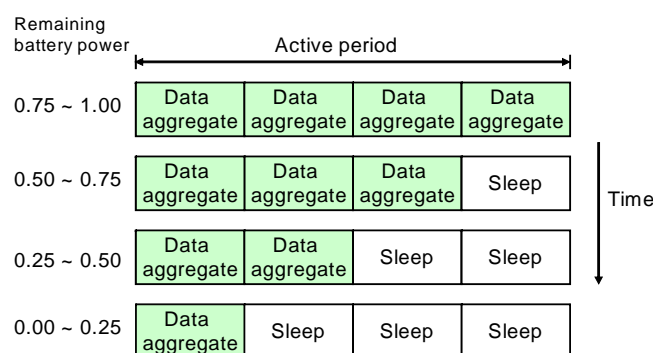 Remaining
battery power
Active period
0.75 ~ 1.00
Data
aggregate
Data
aggregate
Data
aggregate
Data
aggregate
0.50 ~ 0.75
Data
aggregate
Data
aggregate
Data
aggregate
Sleep
Time
0.25 ~ 0.50
Data
aggregate
Data
aggregate
Sleep
Sleep
0.00 ~ 0.25
Data
aggregate
Sleep
Sleep
Sleep